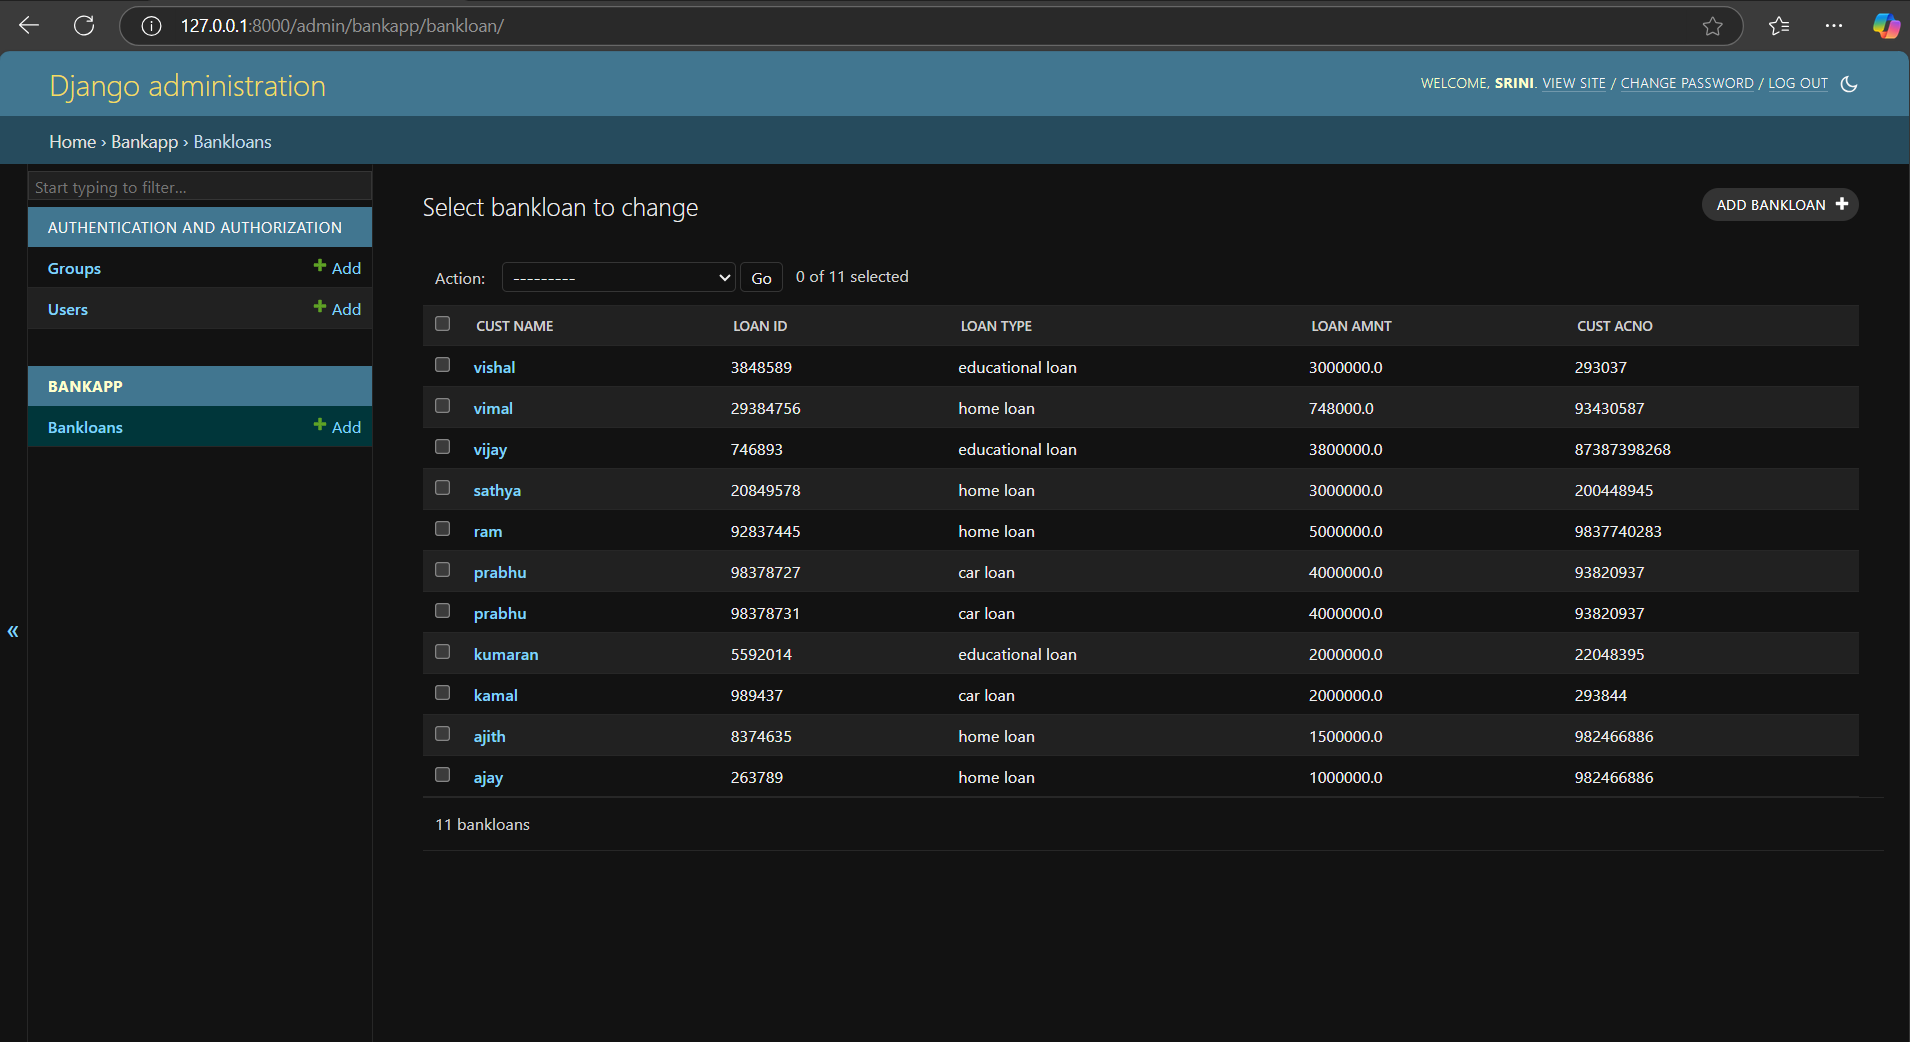 127.0.0.1:8000/admin/bankapp/bankloan/
Django administration
WELCOME, SRINI. VIEW SITE / CHANGE PASSWORD / LOG OUT
Home › Bankapp › Bankloans
Start typing to filter...
AUTHENTICATION AND AUTHORIZATION
Groups + Add
Users + Add
BANKAPP
Bankloans + Add
«
Select bankloan to change
ADD BANKLOAN +
Action: --------- Go 0 of 11 selected
CUST NAME LOAN ID LOAN TYPE LOAN AMNT CUST ACNO
vishal 3848589 educational loan 3000000.0 293037
vimal 29384756 home loan 748000.0 93430587
vijay 746893 educational loan 3800000.0 87387398268
sathya 20849578 home loan 3000000.0 200448945
ram 92837445 home loan 5000000.0 9837740283
prabhu 98378727 car loan 4000000.0 93820937
prabhu 98378731 car loan 4000000.0 93820937
kumaran 5592014 educational loan 2000000.0 22048395
kamal 989437 car loan 2000000.0 293844
ajith 8374635 home loan 1500000.0 982466886
ajay 263789 home loan 1000000.0 982466886
11 bankloans